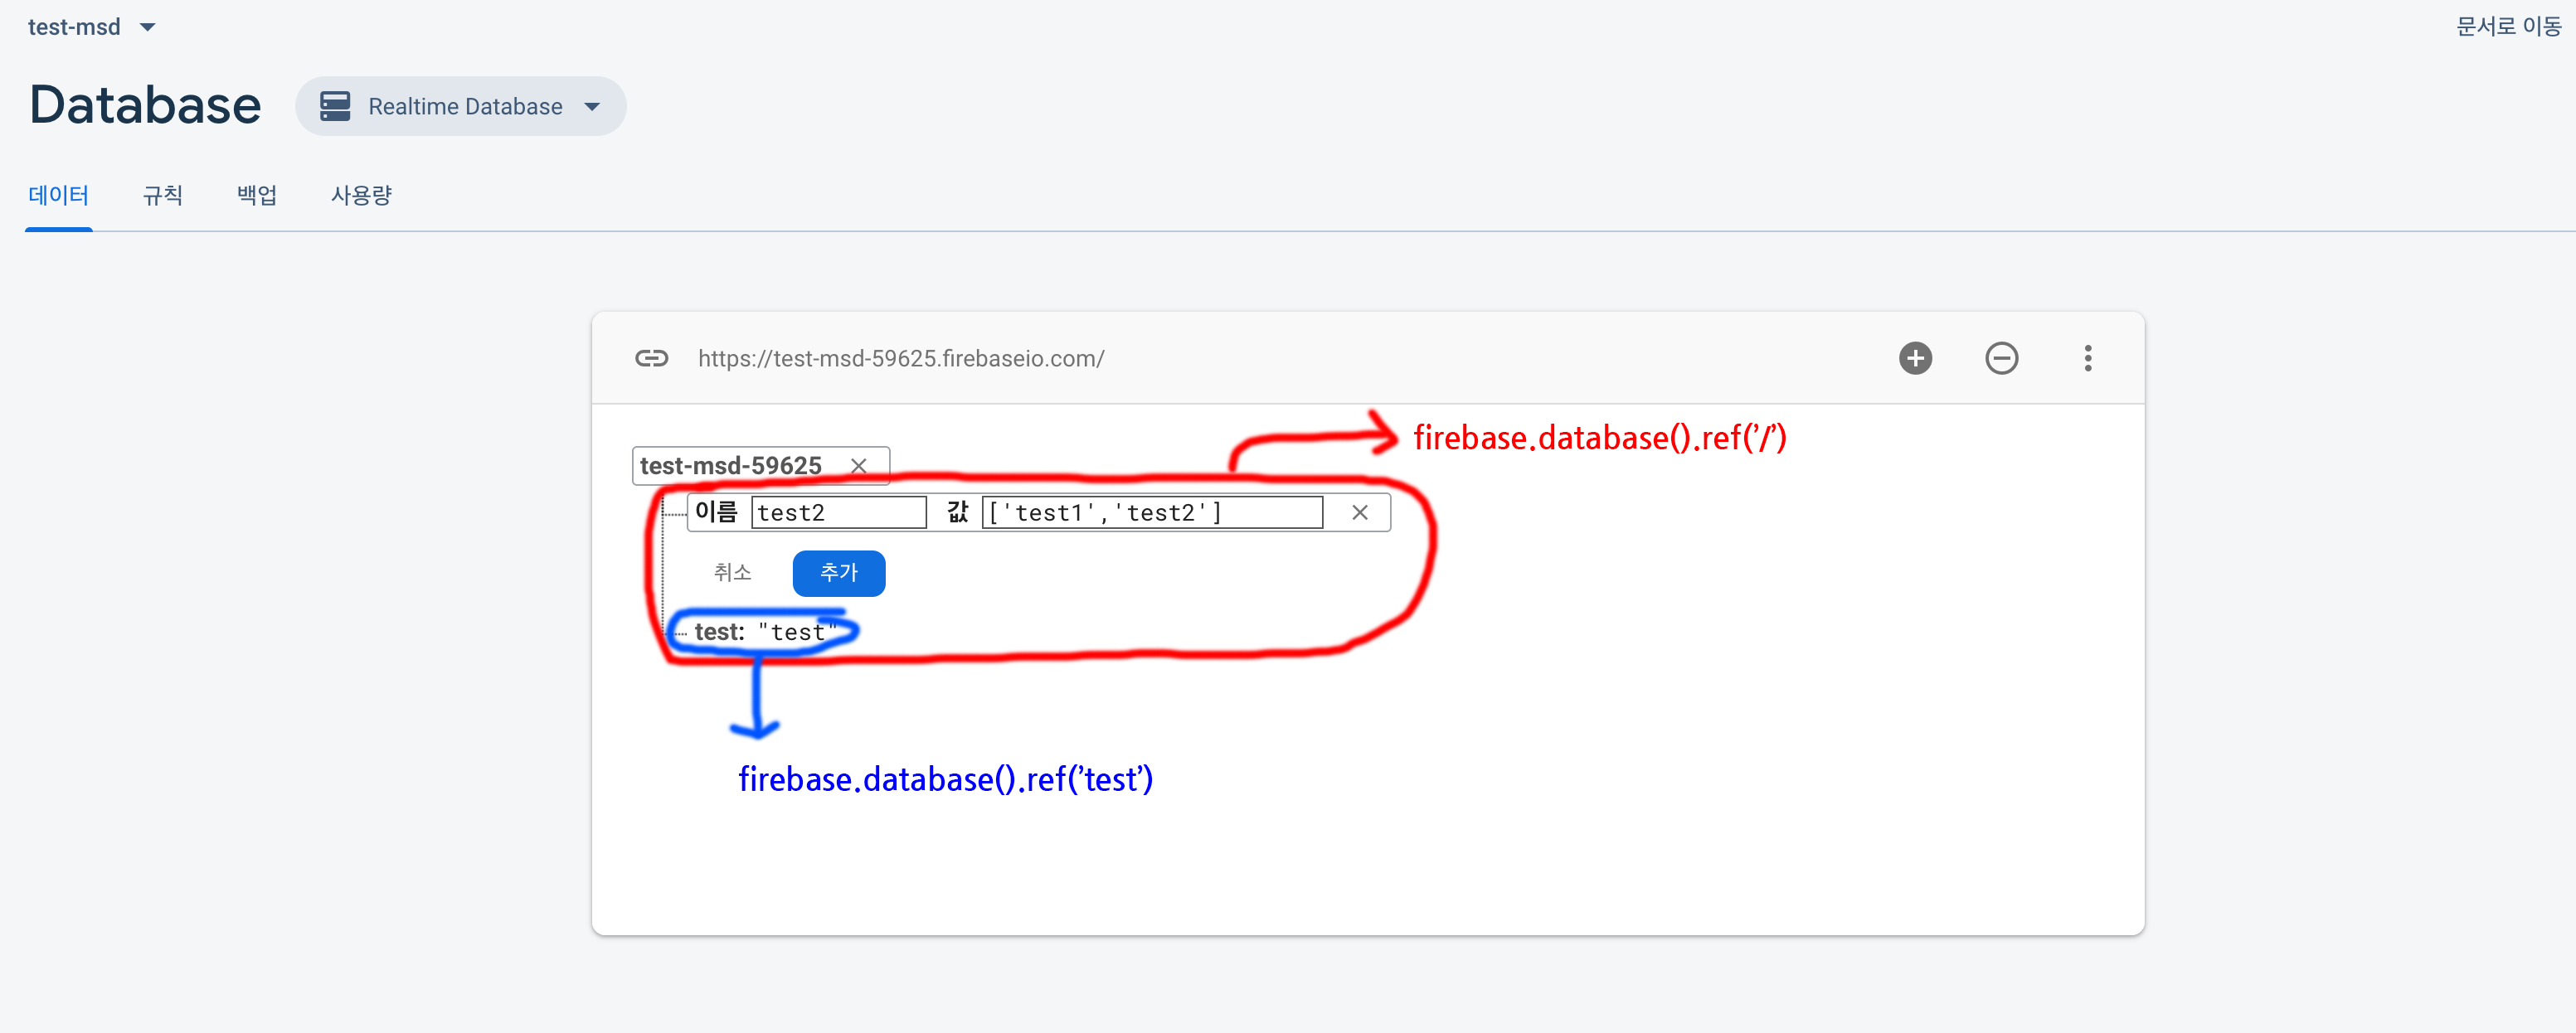 test-msd
문서로 이동
Database
Realtime Database
데이터 규칙 백업 사용량
https://test-msd-59625.firebaseio.com/
firebase.database().ref('/')
test-msd-59625
이름 test2 값 ['test1','test2']
취소 추가
test: "test"
firebase.database().ref('test')